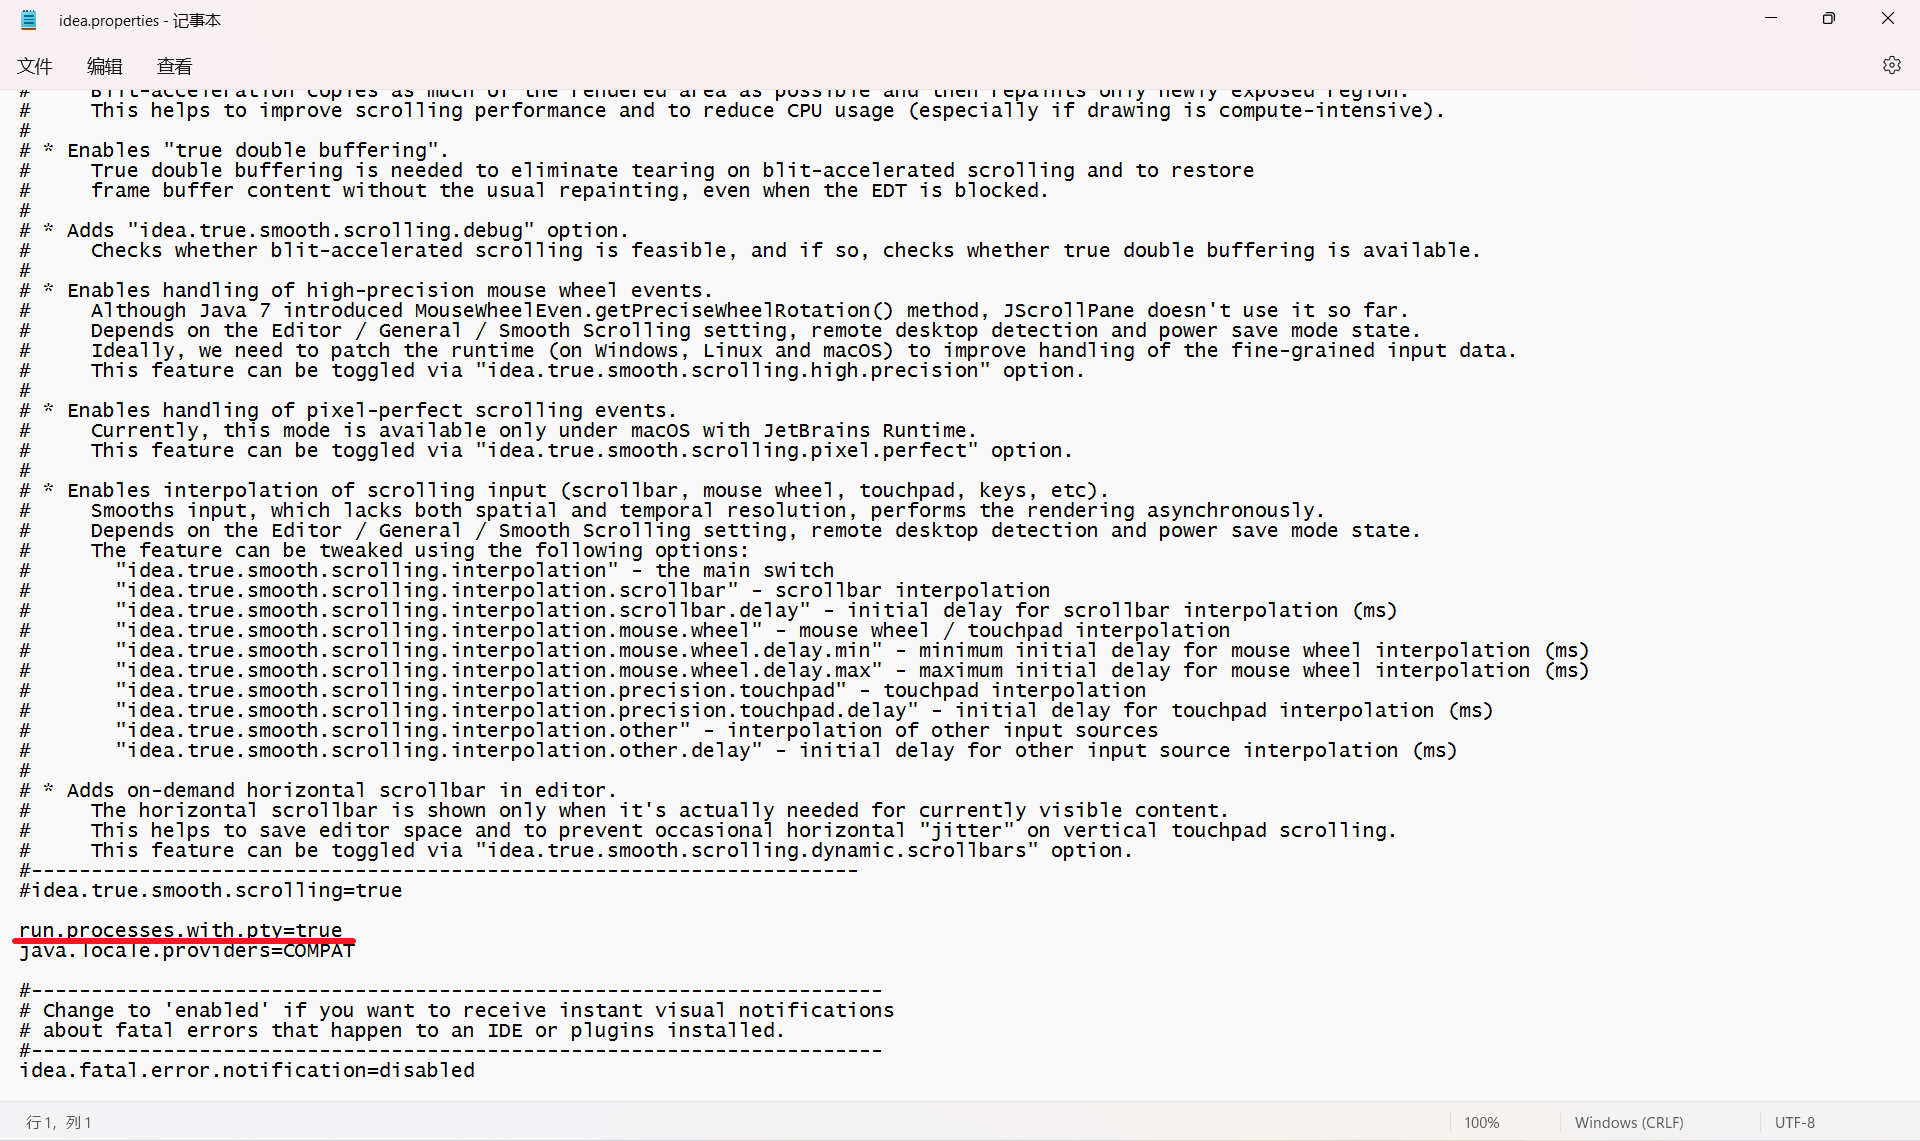 idea.properties - 记事本
文件 编辑 查看
#     Blit-acceleration copies as much of the rendered area as possible and then repaints only newly exposed region.
#     This helps to improve scrolling performance and to reduce CPU usage (especially if drawing is compute-intensive).
#
# * Enables "true double buffering".
#     True double buffering is needed to eliminate tearing on blit-accelerated scrolling and to restore
#     frame buffer content without the usual repainting, even when the EDT is blocked.
#
# * Adds "idea.true.smooth.scrolling.debug" option.
#     Checks whether blit-accelerated scrolling is feasible, and if so, checks whether true double buffering is available.
#
# * Enables handling of high-precision mouse wheel events.
#     Although Java 7 introduced MouseWheelEven.getPreciseWheelRotation() method, JScrollPane doesn't use it so far.
#     Depends on the Editor / General / Smooth Scrolling setting, remote desktop detection and power save mode state.
#     Ideally, we need to patch the runtime (on Windows, Linux and macOS) to improve handling of the fine-grained input data.
#     This feature can be toggled via "idea.true.smooth.scrolling.high.precision" option.
#
# * Enables handling of pixel-perfect scrolling events.
#     Currently, this mode is available only under macOS with JetBrains Runtime.
#     This feature can be toggled via "idea.true.smooth.scrolling.pixel.perfect" option.
#
# * Enables interpolation of scrolling input (scrollbar, mouse wheel, touchpad, keys, etc).
#     Smooths input, which lacks both spatial and temporal resolution, performs the rendering asynchronously.
#     Depends on the Editor / General / Smooth Scrolling setting, remote desktop detection and power save mode state.
#     The feature can be tweaked using the following options:
#       "idea.true.smooth.scrolling.interpolation" - the main switch
#       "idea.true.smooth.scrolling.interpolation.scrollbar" - scrollbar interpolation
#       "idea.true.smooth.scrolling.interpolation.scrollbar.delay" - initial delay for scrollbar interpolation (ms)
#       "idea.true.smooth.scrolling.interpolation.mouse.wheel" - mouse wheel / touchpad interpolation
#       "idea.true.smooth.scrolling.interpolation.mouse.wheel.delay.min" - minimum initial delay for mouse wheel interpolation (ms)
#       "idea.true.smooth.scrolling.interpolation.mouse.wheel.delay.max" - maximum initial delay for mouse wheel interpolation (ms)
#       "idea.true.smooth.scrolling.interpolation.precision.touchpad" - touchpad interpolation
#       "idea.true.smooth.scrolling.interpolation.precision.touchpad.delay" - initial delay for touchpad interpolation (ms)
#       "idea.true.smooth.scrolling.interpolation.other" - interpolation of other input sources
#       "idea.true.smooth.scrolling.interpolation.other.delay" - initial delay for other input source interpolation (ms)
#
# * Adds on-demand horizontal scrollbar in editor.
#     The horizontal scrollbar is shown only when it's actually needed for currently visible content.
#     This helps to save editor space and to prevent occasional horizontal "jitter" on vertical touchpad scrolling.
#     This feature can be toggled via "idea.true.smooth.scrolling.dynamic.scrollbars" option.
#---------------------------------------------------------------------
#idea.true.smooth.scrolling=true
run.processes.with.pty=true
java.locale.providers=COMPAT
#-----------------------------------------------------------------------
# Change to 'enabled' if you want to receive instant visual notifications
# about fatal errors that happen to an IDE or plugins installed.
#-----------------------------------------------------------------------
idea.fatal.error.notification=disabled
行 1, 列 1 100% Windows (CRLF) UTF-8